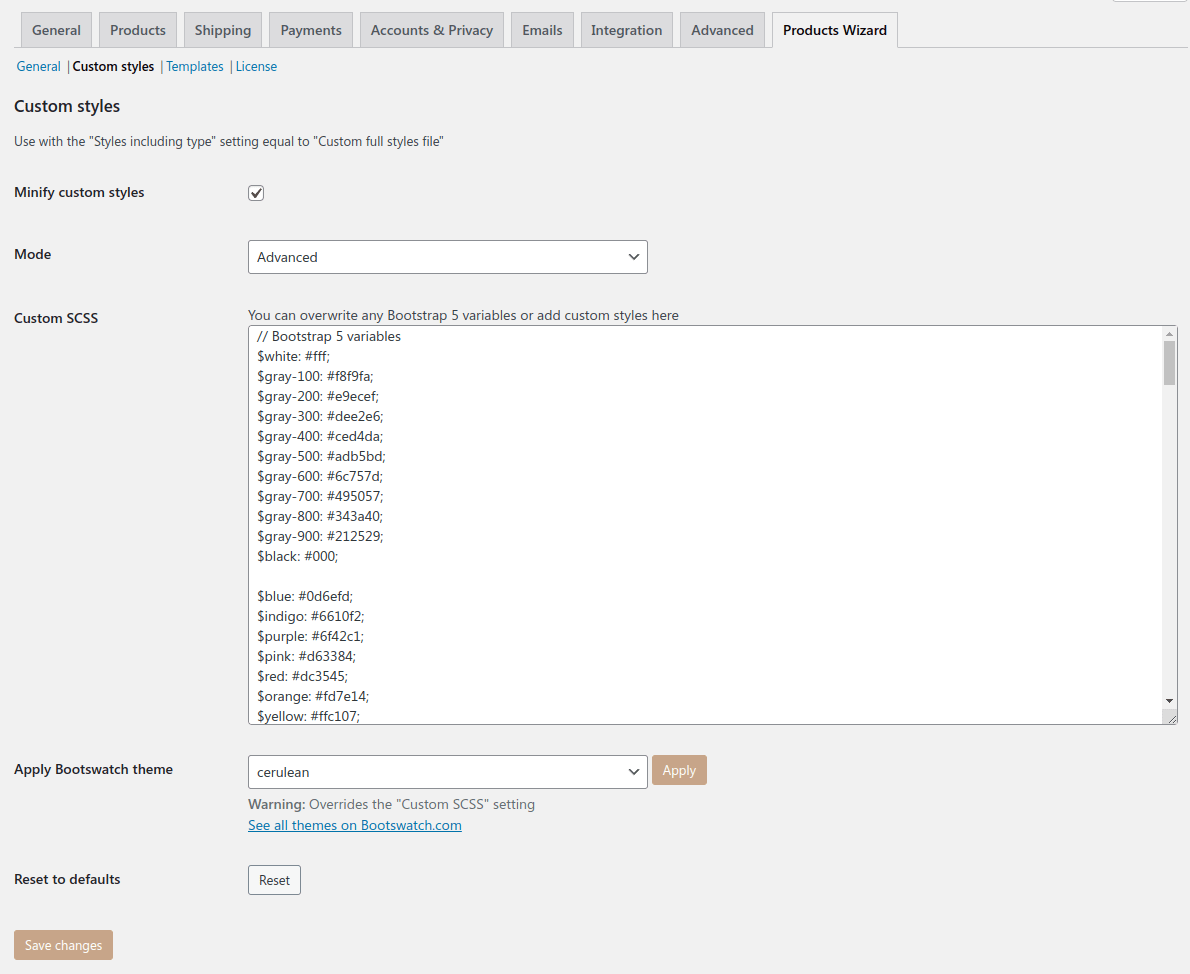 General Products Shipping Payments Accounts & Privacy Emails Integration Advanced Products Wizard
General | Custom styles | Templates | License
Custom styles
Use with the "Styles including type" setting equal to "Custom full styles file"
Minify custom styles
Mode Advanced
Custom SCSS You can overwrite any Bootstrap 5 variables or add custom styles here
// Bootstrap 5 variables
$white: #fff;
$gray-100: #f8f9fa;
$gray-200: #e9ecef;
$gray-300: #dee2e6;
$gray-400: #ced4da;
$gray-500: #adb5bd;
$gray-600: #6c757d;
$gray-700: #495057;
$gray-800: #343a40;
$gray-900: #212529;
$black: #000;
$blue: #0d6efd;
$indigo: #6610f2;
$purple: #6f42c1;
$pink: #d63384;
$red: #dc3545;
$orange: #fd7e14;
$yellow: #ffc107;
Apply Bootswatch theme cerulean Apply
Warning: Overrides the "Custom SCSS" setting
See all themes on Bootswatch.com
Reset to defaults Reset
Save changes